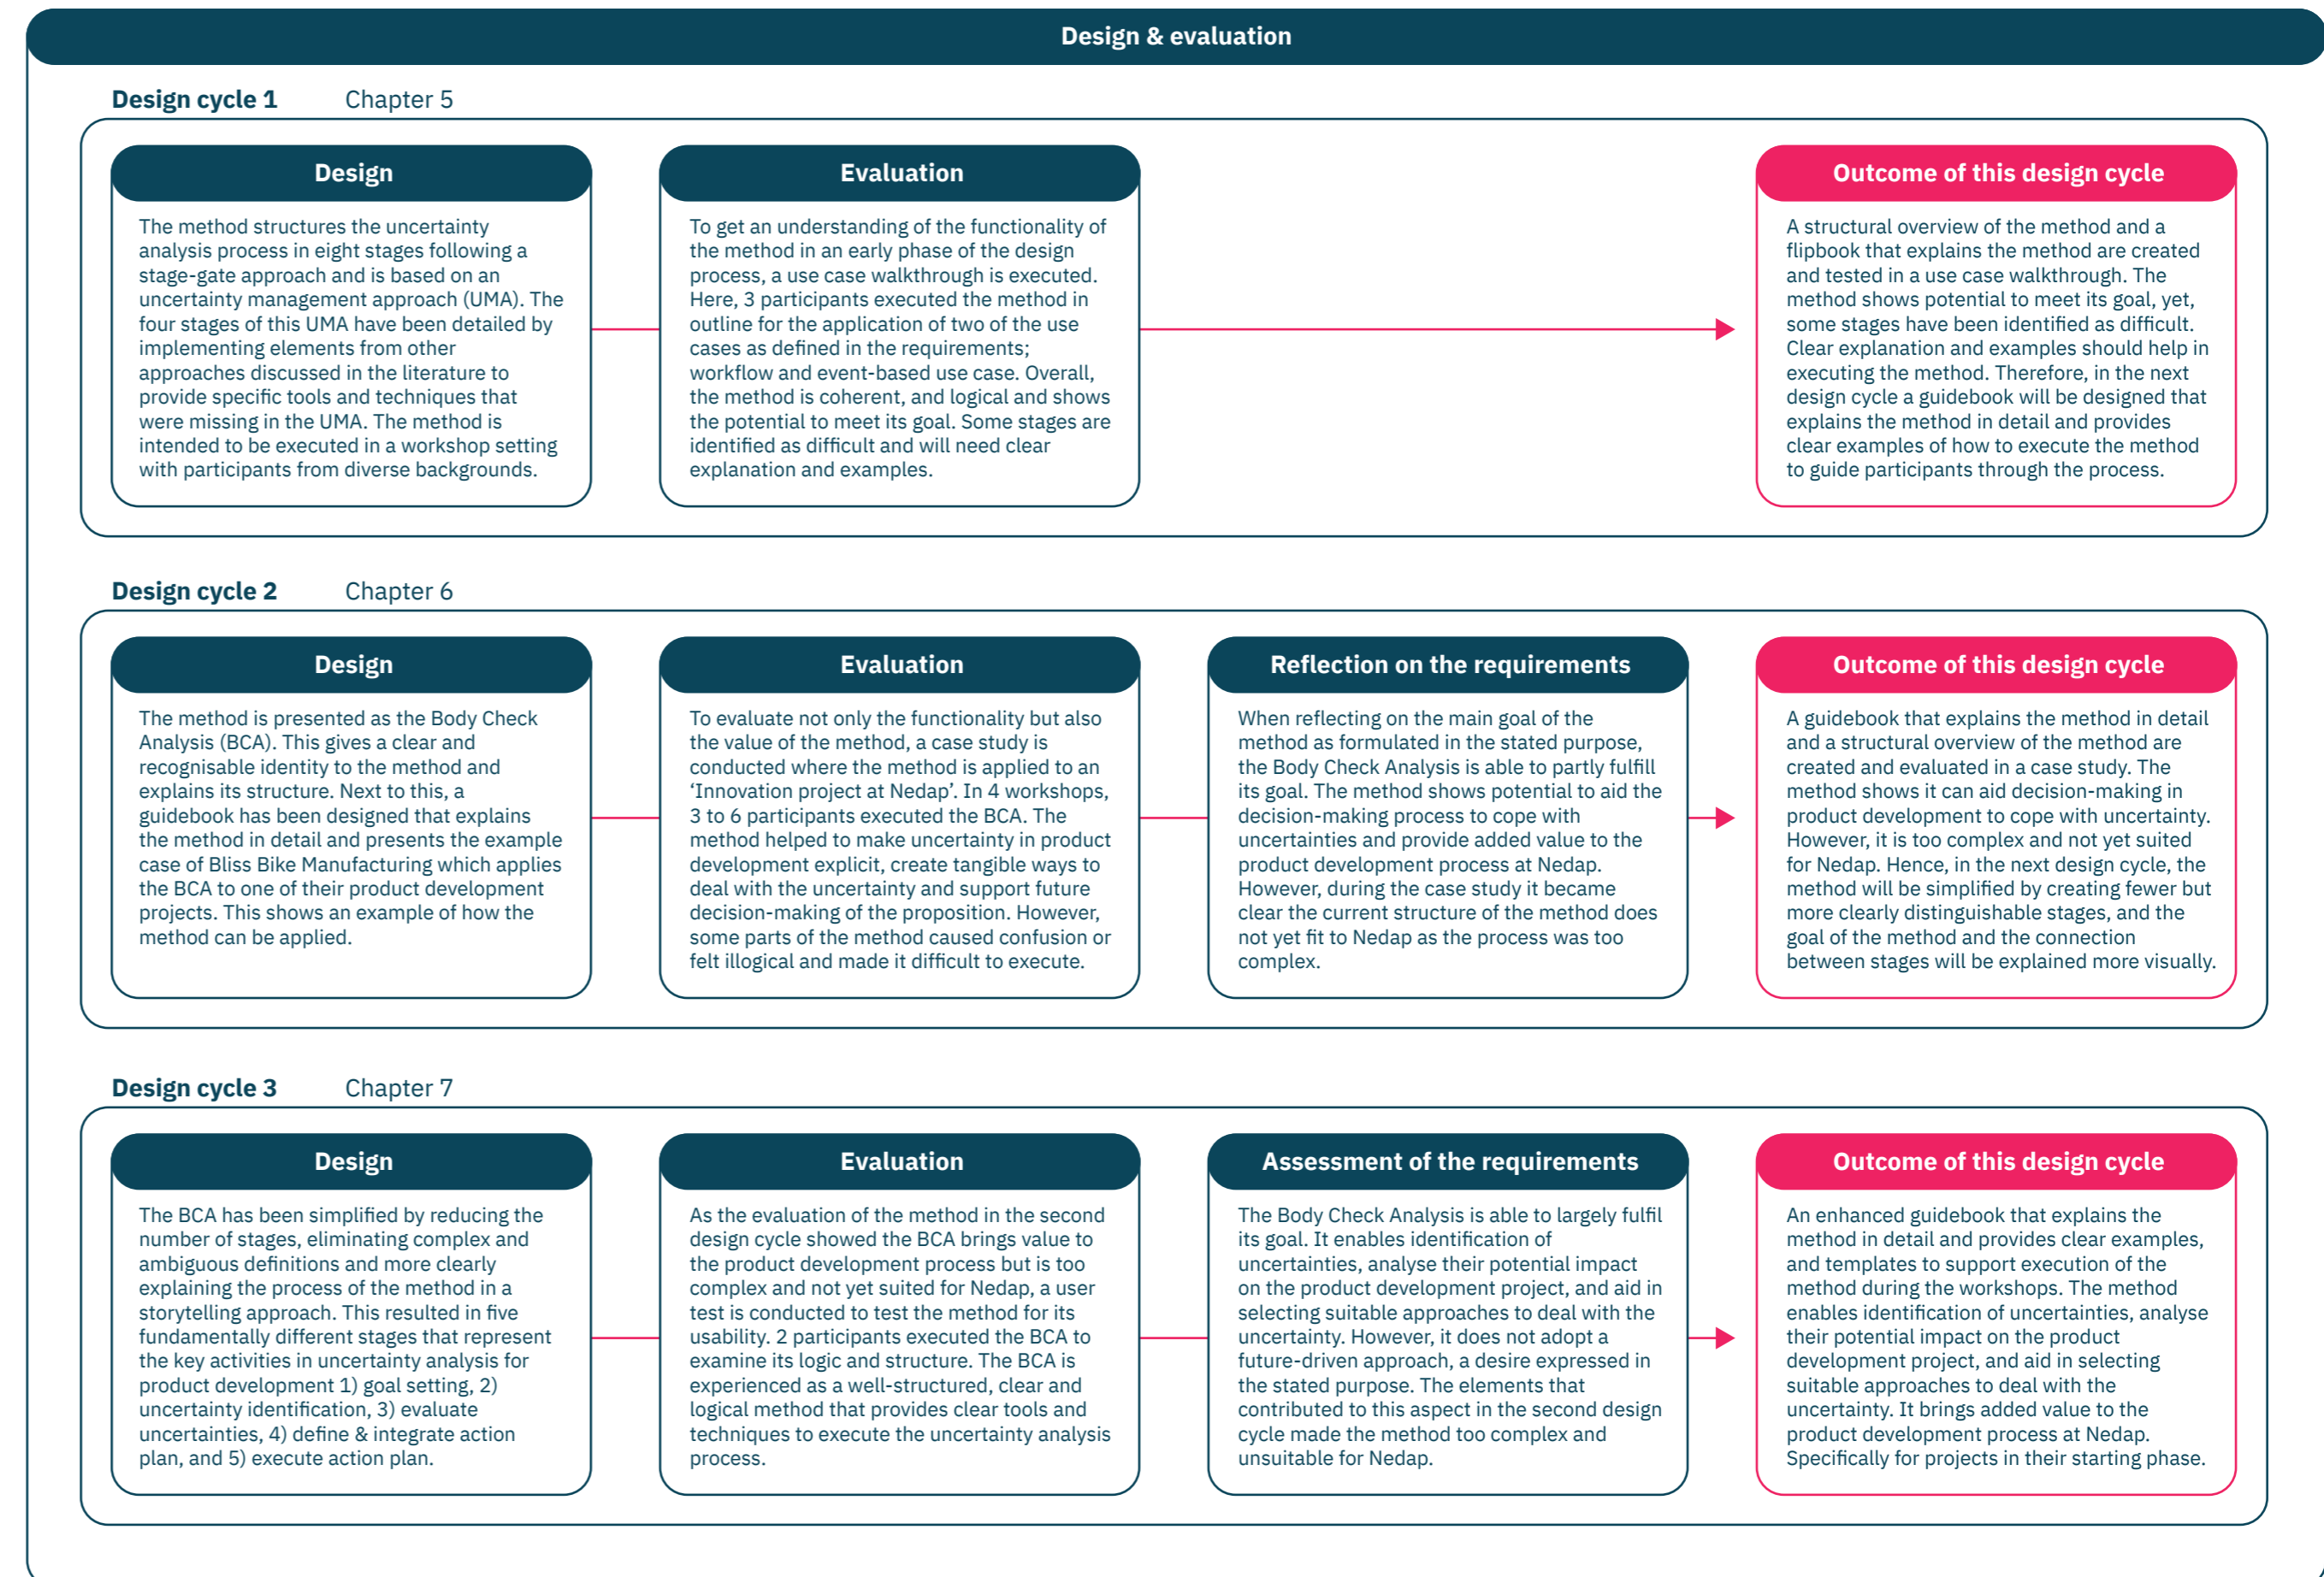 Design & evaluation
Design cycle 1 Chapter 5
Design
The method structures the uncertainty
analysis process in eight stages following a
stage-gate approach and is based on an
uncertainty management approach (UMA). The
four stages of this UMA have been detailed by
implementing elements from other
approaches discussed in the literature to
provide specific tools and techniques that
were missing in the UMA. The method is
intended to be executed in a workshop setting
with participants from diverse backgrounds.
Evaluation
To get an understanding of the functionality of
the method in an early phase of the design
process, a use case walkthrough is executed.
Here, 3 participants executed the method in
outline for the application of two of the use
cases as defined in the requirements;
workflow and event-based use case. Overall,
the method is coherent, and logical and shows
the potential to meet its goal. Some stages are
identified as difficult and will need clear
explanation and examples.
Outcome of this design cycle
A structural overview of the method and a
flipbook that explains the method are created
and tested in a use case walkthrough. The
method shows potential to meet its goal, yet,
some stages have been identified as difficult.
Clear explanation and examples should help in
executing the method. Therefore, in the next
design cycle a guidebook will be designed that
explains the method in detail and provides
clear examples of how to execute the method
to guide participants through the process.
Design cycle 2 Chapter 6
Design
The method is presented as the Body Check
Analysis (BCA). This gives a clear and
recognisable identity to the method and
explains its structure. Next to this, a
guidebook has been designed that explains
the method in detail and presents the example
case of Bliss Bike Manufacturing which applies
the BCA to one of their product development
projects. This shows an example of how the
method can be applied.
Evaluation
To evaluate not only the functionality but also
the value of the method, a case study is
conducted where the method is applied to an
‘Innovation project at Nedap’. In 4 workshops,
3 to 6 participants executed the BCA. The
method helped to make uncertainty in product
development explicit, create tangible ways to
deal with the uncertainty and support future
decision-making of the proposition. However,
some parts of the method caused confusion or
felt illogical and made it difficult to execute.
Reflection on the requirements
When reflecting on the main goal of the
method as formulated in the stated purpose,
the Body Check Analysis is able to partly fulfill
its goal. The method shows potential to aid the
decision-making process to cope with
uncertainties and provide added value to the
product development process at Nedap.
However, during the case study it became
clear the current structure of the method does
not yet fit to Nedap as the process was too
complex.
Outcome of this design cycle
A guidebook that explains the method in detail
and a structural overview of the method are
created and evaluated in a case study. The
method shows it can aid decision-making in
product development to cope with uncertainty.
However, it is too complex and not yet suited
for Nedap. Hence, in the next design cycle, the
method will be simplified by creating fewer but
more clearly distinguishable stages, and the
goal of the method and the connection
between stages will be explained more visually.
Design cycle 3 Chapter 7
Design
The BCA has been simplified by reducing the
number of stages, eliminating complex and
ambiguous definitions and more clearly
explaining the process of the method in a
storytelling approach. This resulted in five
fundamentally different stages that represent
the key activities in uncertainty analysis for
product development 1) goal setting, 2)
uncertainty identification, 3) evaluate
uncertainties, 4) define & integrate action
plan, and 5) execute action plan.
Evaluation
As the evaluation of the method in the second
design cycle showed the BCA brings value to
the product development process but is too
complex and not yet suited for Nedap, a user
test is conducted to test the method for its
usability. 2 participants executed the BCA to
examine its logic and structure. The BCA is
experienced as a well-structured, clear and
logical method that provides clear tools and
techniques to execute the uncertainty analysis
process.
Assessment of the requirements
The Body Check Analysis is able to largely fulfil
its goal. It enables identification of
uncertainties, analyse their potential impact
on the product development project, and aid in
selecting suitable approaches to deal with the
uncertainty. However, it does not adopt a
future-driven approach, a desire expressed in
the stated purpose. The elements that
contributed to this aspect in the second design
cycle made the method too complex and
unsuitable for Nedap.
Outcome of this design cycle
An enhanced guidebook that explains the
method in detail and provides clear examples,
and templates to support execution of the
method during the workshops. The method
enables identification of uncertainties, analyse
their potential impact on the product
development project, and aid in selecting
suitable approaches to deal with the
uncertainty. It brings added value to the
product development process at Nedap.
Specifically for projects in their starting phase.